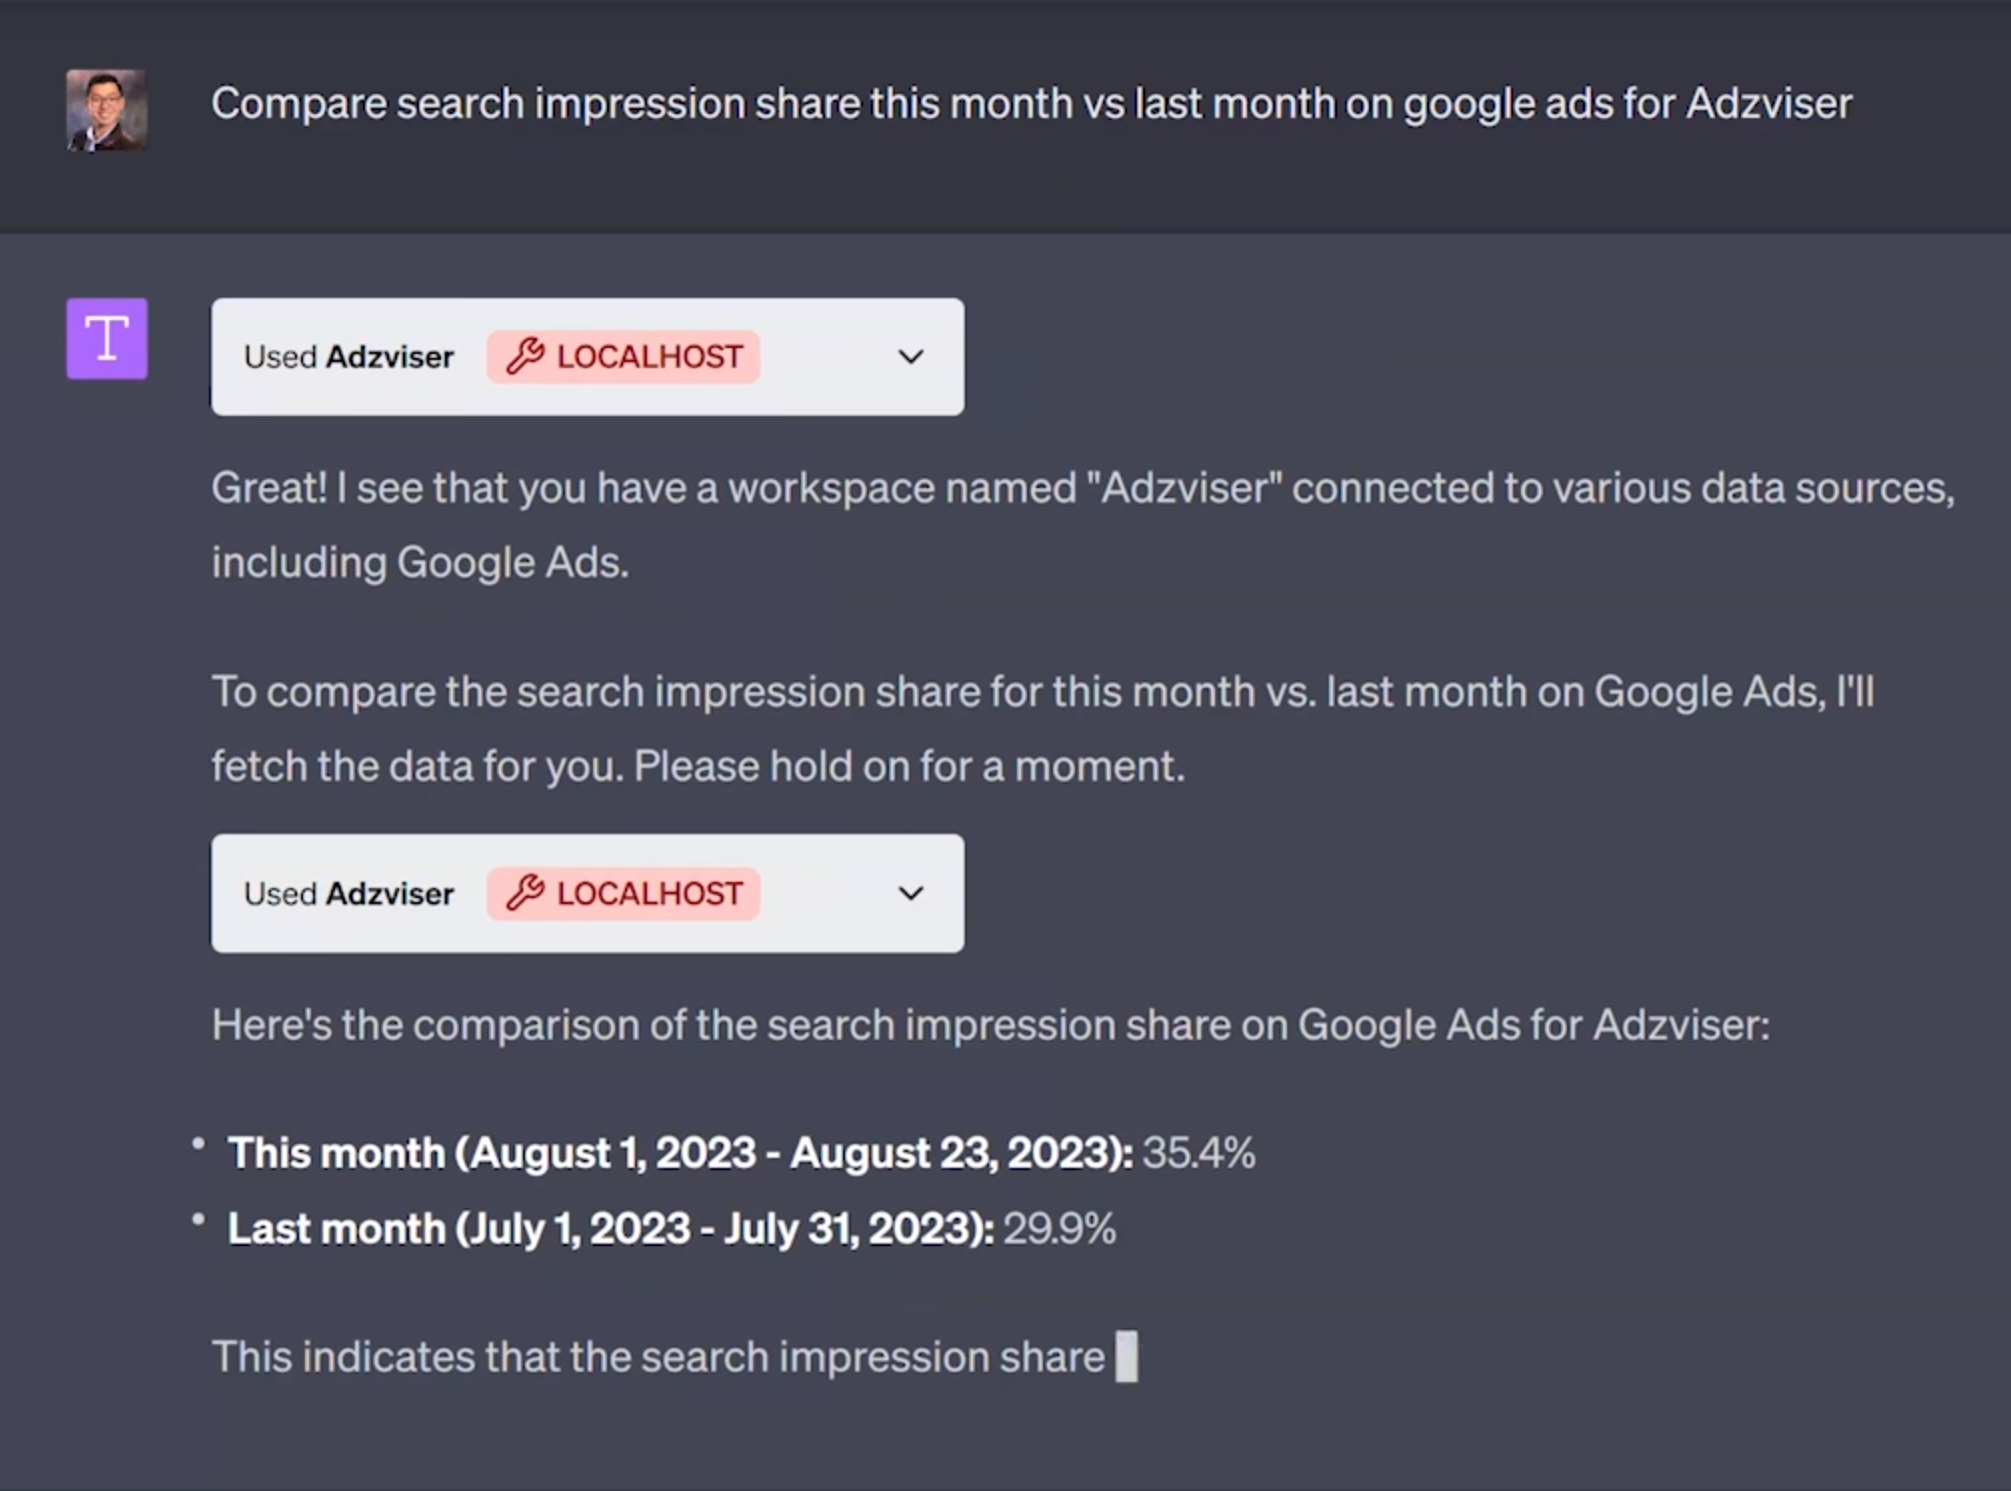 Compare search impression share this month vs last month on google ads for Adzviser
T
Used Adzviser LOCALHOST
Great! I see that you have a workspace named "Adzviser" connected to various data sources,
including Google Ads.
To compare the search impression share for this month vs. last month on Google Ads, I'll
fetch the data for you. Please hold on for a moment.
Used Adzviser LOCALHOST
Here's the comparison of the search impression share on Google Ads for Adzviser:
• This month (August 1, 2023 - August 23, 2023): 35.4%
• Last month (July 1, 2023 - July 31, 2023): 29.9%
This indicates that the search impression share